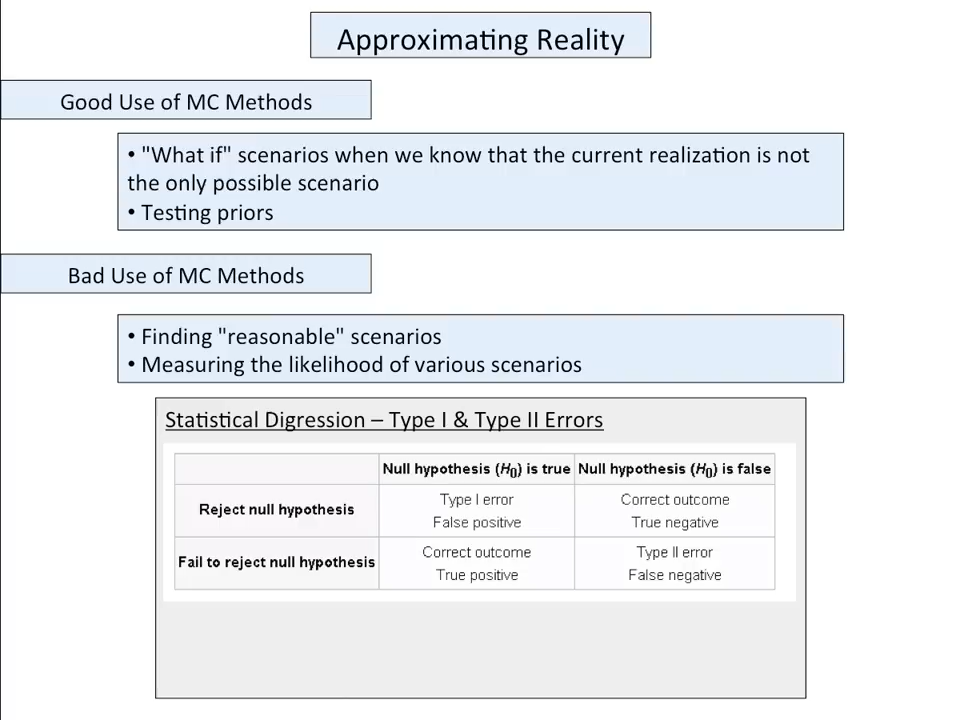 Approximating Reality
Good Use of MC Methods
• "What if" scenarios when we know that the current realization is not
the only possible scenario
• Testing priors
Bad Use of MC Methods
• Finding "reasonable" scenarios
• Measuring the likelihood of various scenarios
Statistical Digression – Type I & Type II Errors
Null hypothesis (H0) is true Null hypothesis (H0) is false
Reject null hypothesis
Type I error
False positive
Correct outcome
True negative
Fail to reject null hypothesis
Correct outcome
True positive
Type II error
False negative